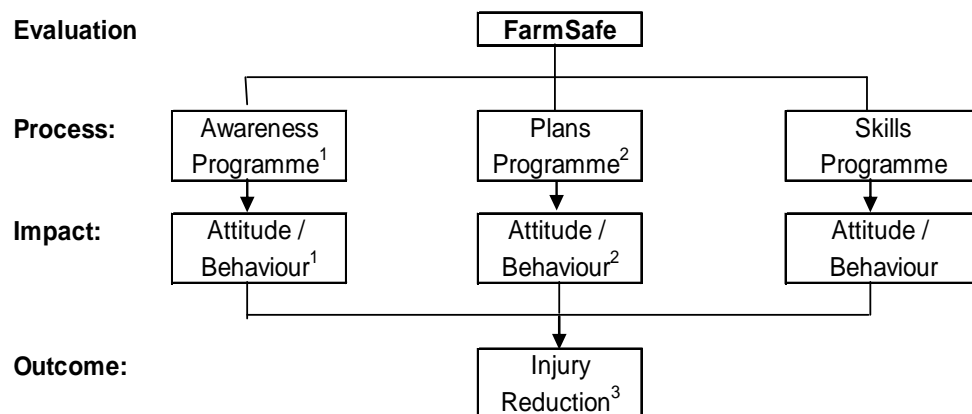 Evaluation
FarmSafe
Process:
Awareness
Programme¹
Plans
Programme²
Skills
Programme
Impact:
Attitude /
Behaviour¹
Attitude /
Behaviour²
Attitude /
Behaviour
Outcome:
Injury
Reduction³